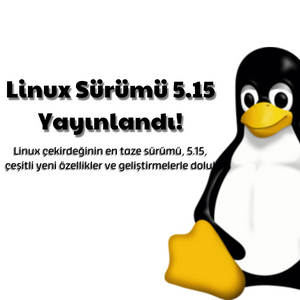 Linux Sürümü 5.15
Yayınlandı!
Linux çekirdeğinin en taze sürümü, 5.15,
çeşitli yeni özellikler ve geliştirmelerle dolu!